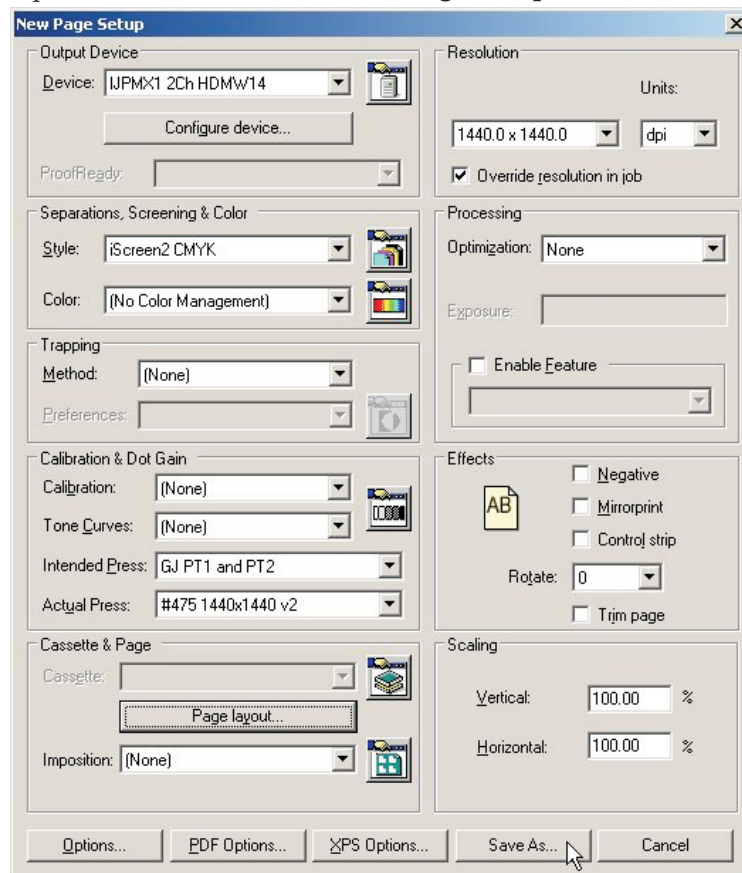 New Page Setup
Output Device
Device: IJPMX1 2Ch HDMW14
Configure device...
ProofReady:
Resolution
Units:
1440.0 x 1440.0 dpi
Override resolution in job
Separations, Screening & Color
Style: iScreen2 CMYK
Color: (No Color Management)
Processing
Optimization: None
Exposure:
Enable Feature
Trapping
Method: (None)
Preferences:
Calibration & Dot Gain
Calibration: (None)
Tone Curves: (None)
Intended Press: GJ PT1 and PT2
Actual Press: #475 1440x1440 v2
Effects
AB
Negative
Mirrorprint
Control strip
Rotate: 0
Trim page
Cassette & Page
Cassette:
Page layout...
Imposition: (None)
Scaling
Vertical: 100.00 %
Horizontal: 100.00 %
Options... PDF Options... XPS Options... Save As... Cancel